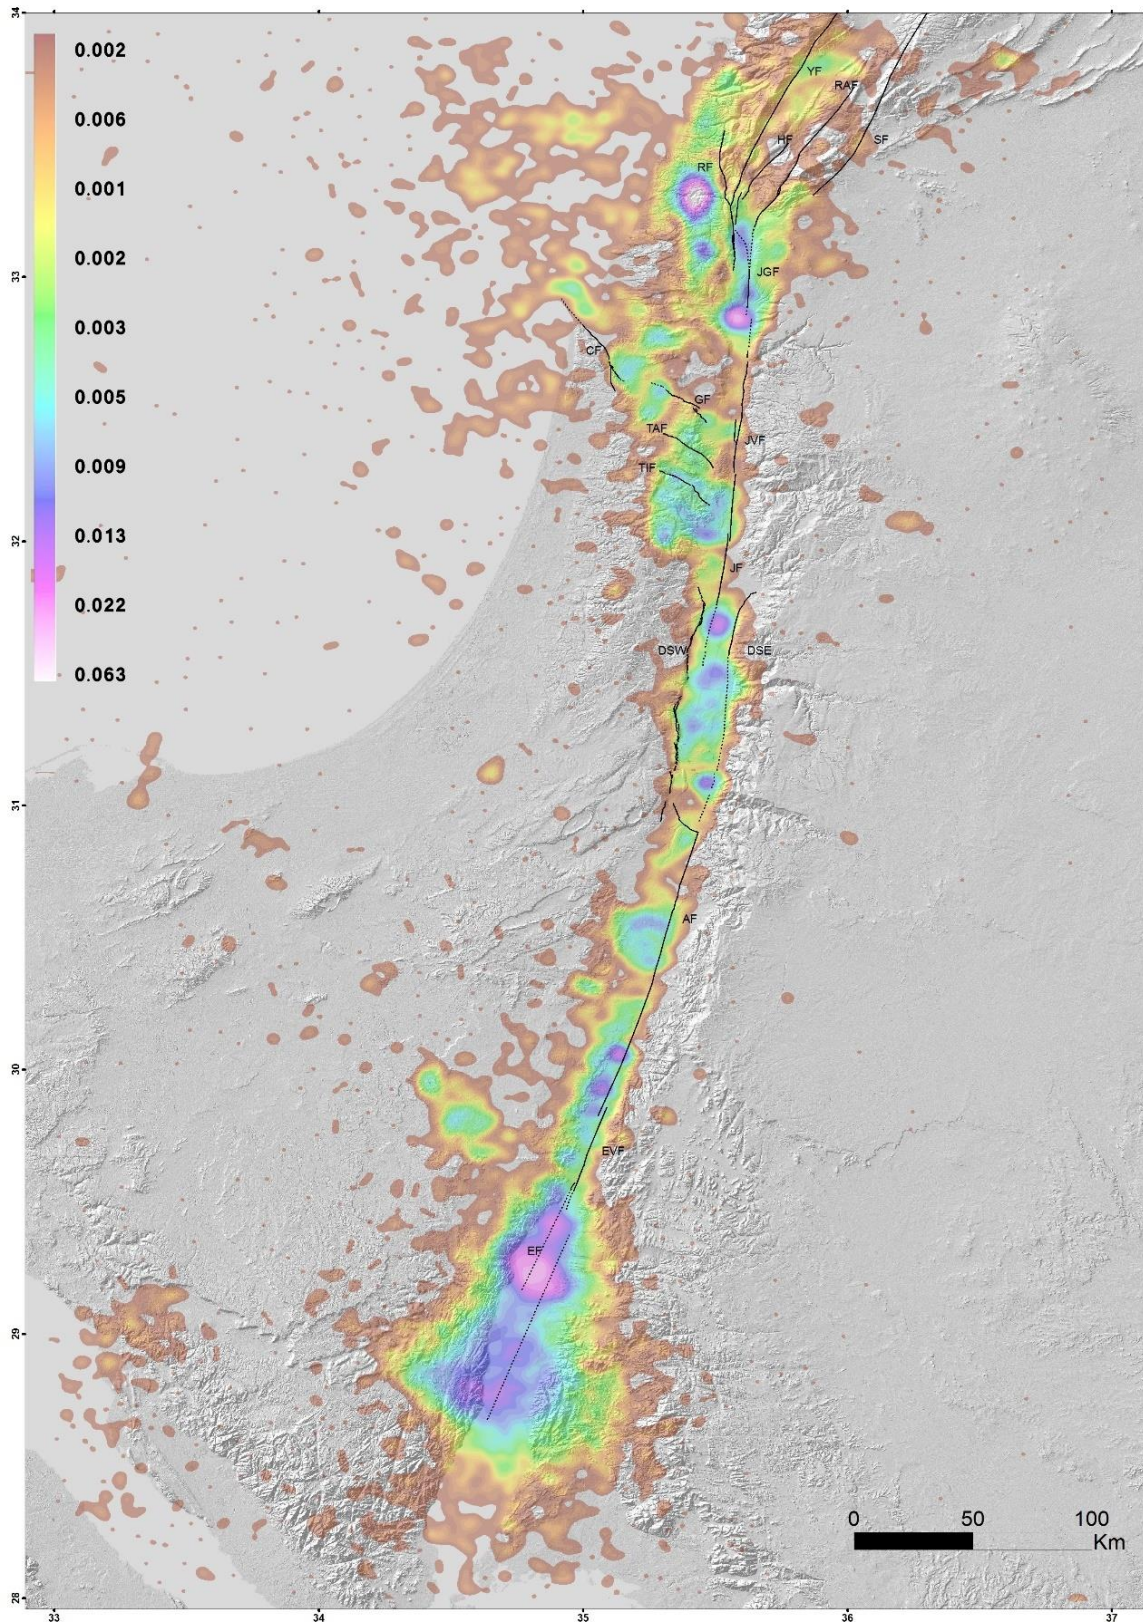 34
0.002
0.006
0.001
0.002
0.003
0.005
0.009
0.013
0.022
0.063
YF
RAF
HF
SF
RF
33
JGF
CF
GF
TAF
JVF
TIF
32
JF
DSW
DSE
31
AF
30
EVF
EF
29
0 50 100
Km
28
33 34 35 36 37